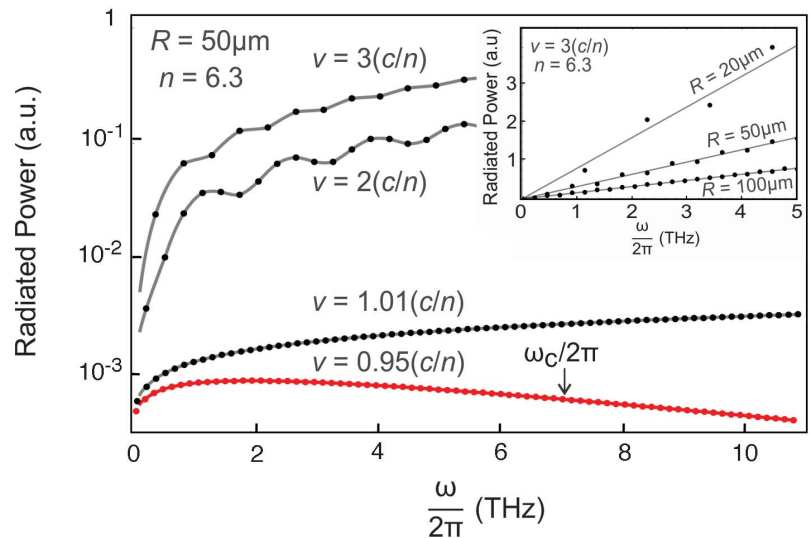 1
10⁻¹
10⁻²
10⁻³
Radiated Power (a.u.)
R = 50μm
n = 6.3
v = 3(c/n)
v = 2(c/n)
v = 1.01(c/n)
v = 0.95(c/n)
ω_C/2π
0 2 4 6 8 10
ω/2π (THz)
v = 3(c/n)
n = 6.3
R = 20μm
R = 50μm
R = 100μm
Radiated Power (a.u)
3
2
1
0 1 2 3 4 5
ω/2π (THz)